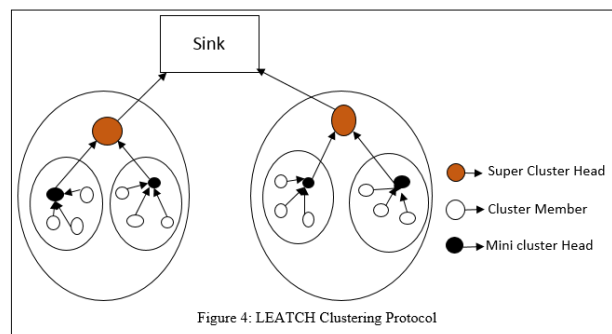 Sink
Super Cluster Head
Cluster Member
Mini cluster Head
Figure 4: LEATCH Clustering Protocol